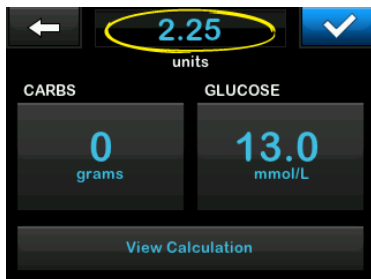 2.25
units
CARBS GLUCOSE
0 13.0
grams mmol/L
View Calculation